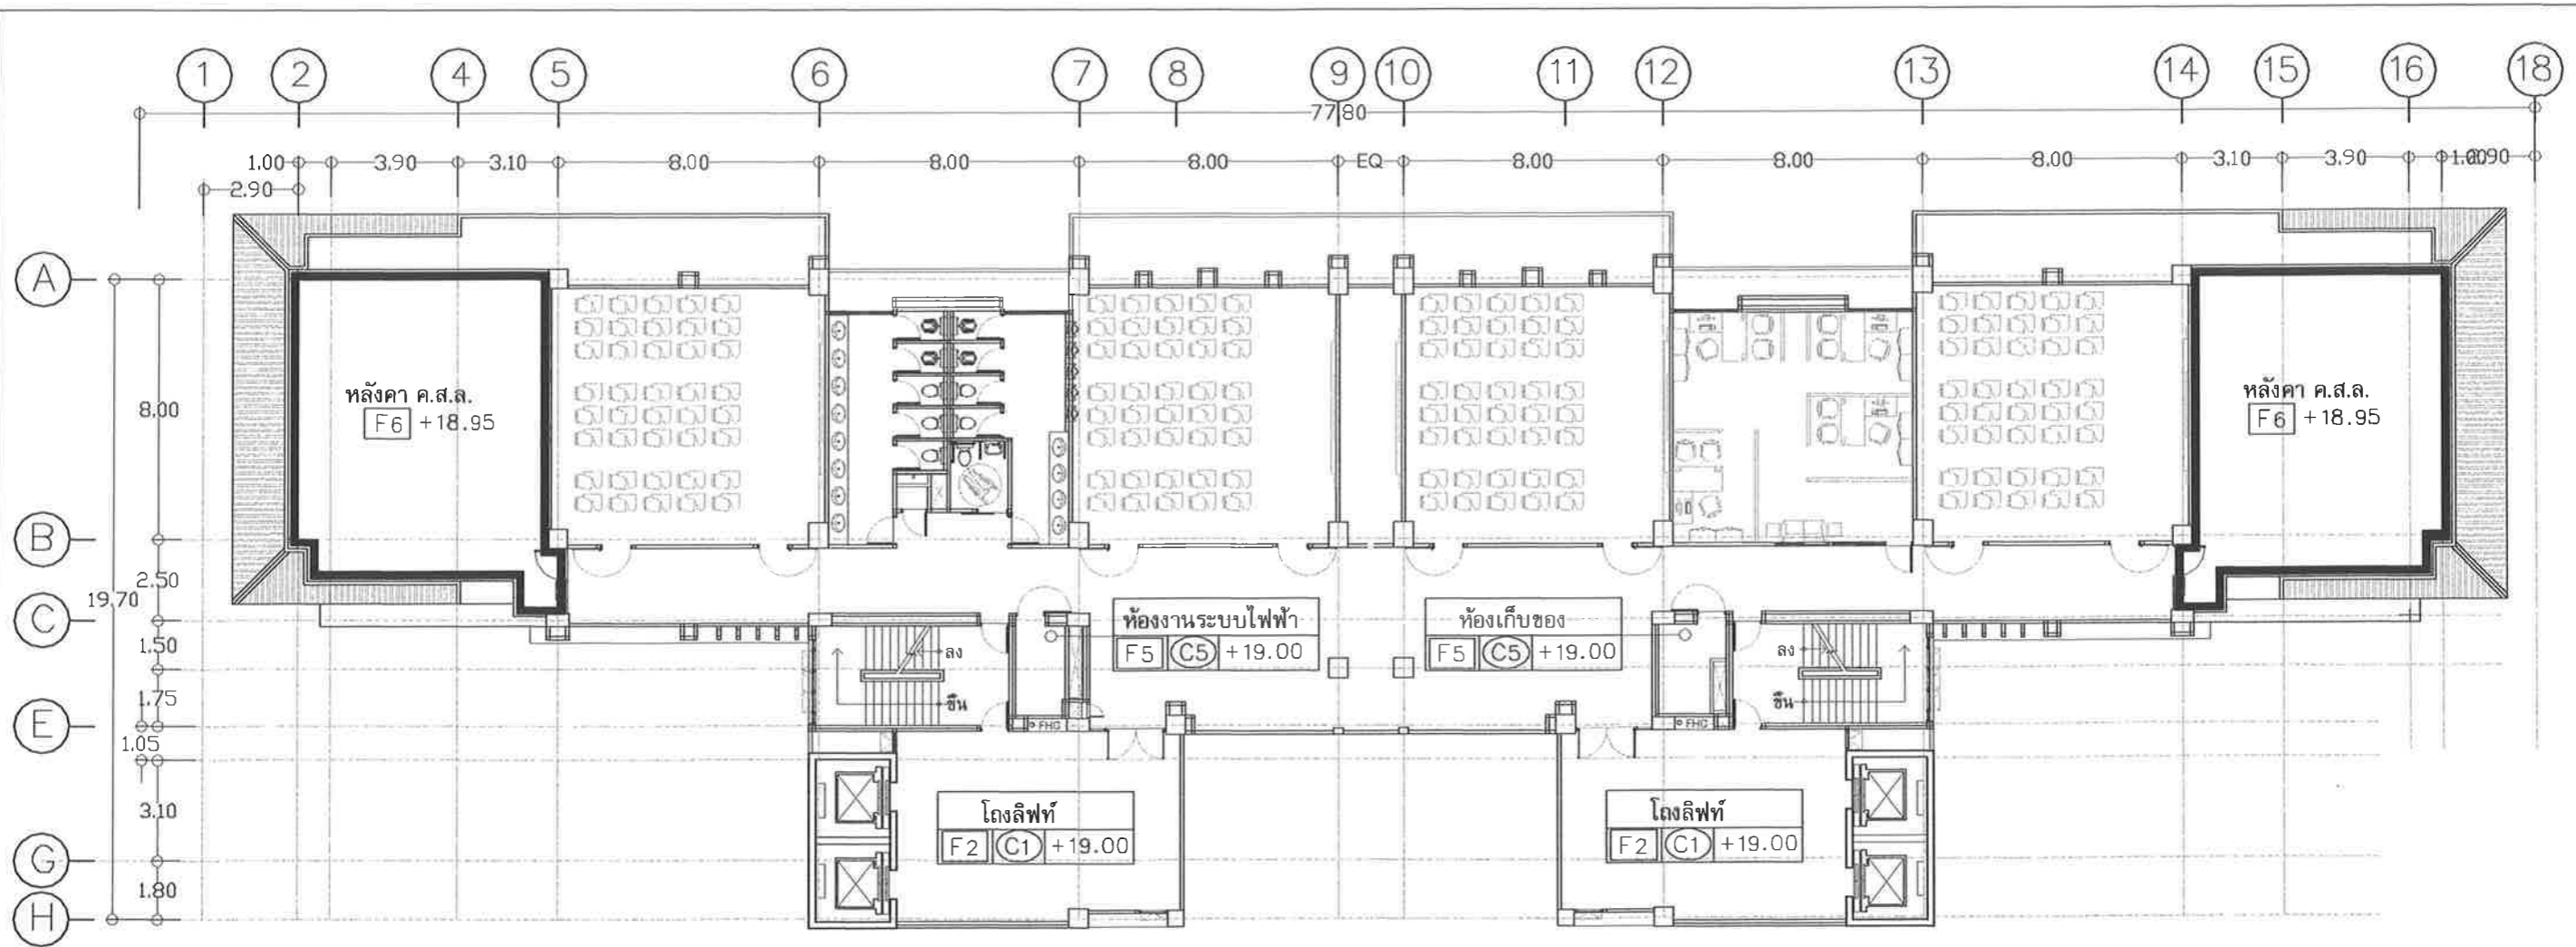 1 2 4 5 6 7 8 9 10 11 12 13 14 15 16 18
77.80
1.00 3.90 3.10 8.00 8.00 8.00 EQ 8.00 8.00 8.00 3.10 3.90 2.90
2.90
A
8.00
หลังคา ค.ส.ล.
F6 +18.95
หลังคา ค.ส.ล.
F6 +18.95
B
2.50
19.70
C
ห้องงานระบบไฟฟ้า
F5 C5 +19.00
ห้องเก็บของ
F5 C5 +19.00
1.50
ลง
ลง
1.75
ขึ้น
ขึ้น
E
FHC
FHC
1.05
3.10
โถงลิฟท์
F2 C1 +19.00
โถงลิฟท์
F2 C1 +19.00
G
1.80
H